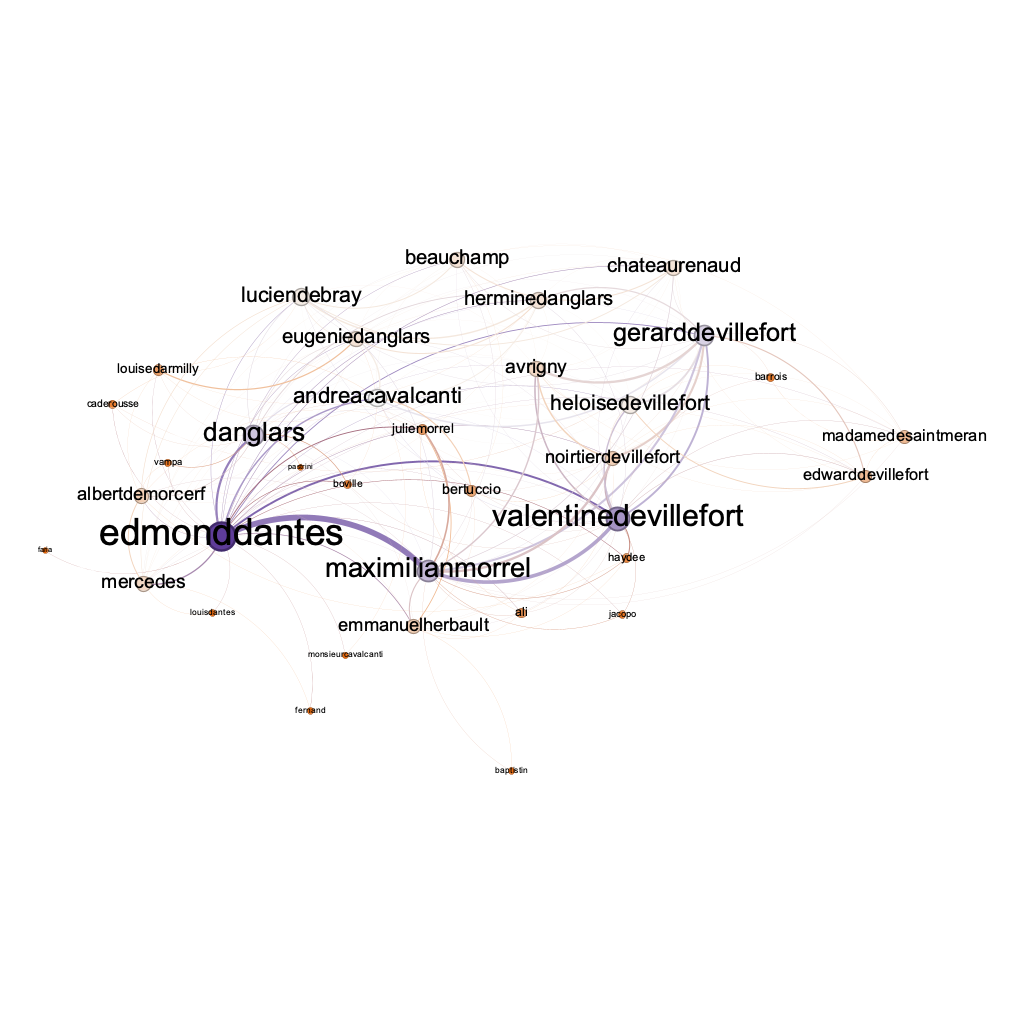 beauchamp
chateaurenaud
luciendebray
herminedanglars
gerarddevillefort
eugeniedanglars
louisedarmilly
avrigny
barrois
andreacavalcanti
caderousse
heloisedevillefort
juliemorrel
danglars
madamedesaintmeran
noirtierdevillefort
vampa
pastrini
edwarddevillefort
boville
bertuccio
albertdemorcerf
valentinedevillefort
edmonddantes
faria
haydee
maximilianmorrel
mercedes
louisdantes
ali
jacopo
emmanuelherbault
monsieurcavalcanti
fernand
baptistin